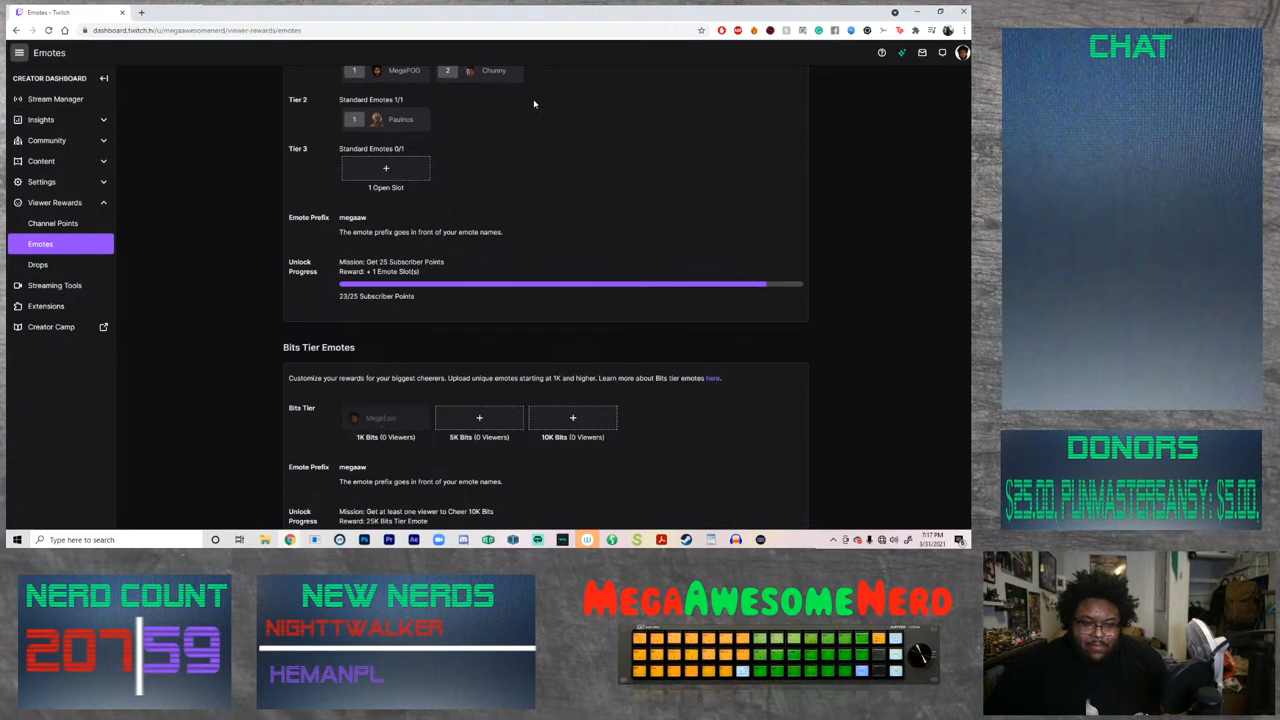 Emotes - Twitch
dashboard.twitch.tv/u/megaawesomenerd/viewer-rewards/emotes
Emotes
CREATOR DASHBOARD
Stream Manager
Insights
Community
Content
Settings
Viewer Rewards
Channel Points
Emotes
Drops
Streaming Tools
Extensions
Creator Camp
1 MegaPOG 2 Chunny
Tier 2 Standard Emotes 1/1
1 Paulnos
Tier 3 Standard Emotes 0/1
+
1 Open Slot
Emote Prefix megaaw
The emote prefix goes in front of your emote names.
Unlock Mission: Get 25 Subscriber Points
Progress Reward: + 1 Emote Slot(s)
23/25 Subscriber Points
Bits Tier Emotes
Customize your rewards for your biggest cheerers. Upload unique emotes starting at 1K and higher. Learn more about Bits tier emotes here.
Bits Tier MegaEpic + +
1K Bits (0 Viewers) 5K Bits (0 Viewers) 10K Bits (0 Viewers)
Emote Prefix megaaw
The emote prefix goes in front of your emote names.
Unlock Mission: Get at least one viewer to Cheer 10K Bits
Progress Reward: 25K Bits Tier Emote
Type here to search
7:17 PM
3/31/2021
CHAT
DONORS
$25.00, PUNMASTERSANSY: $5.00,
NERD COUNT
207 59
NEW NERDS
NIGHTTWALKER
HEMANPL
MEGAAWESOMENERD